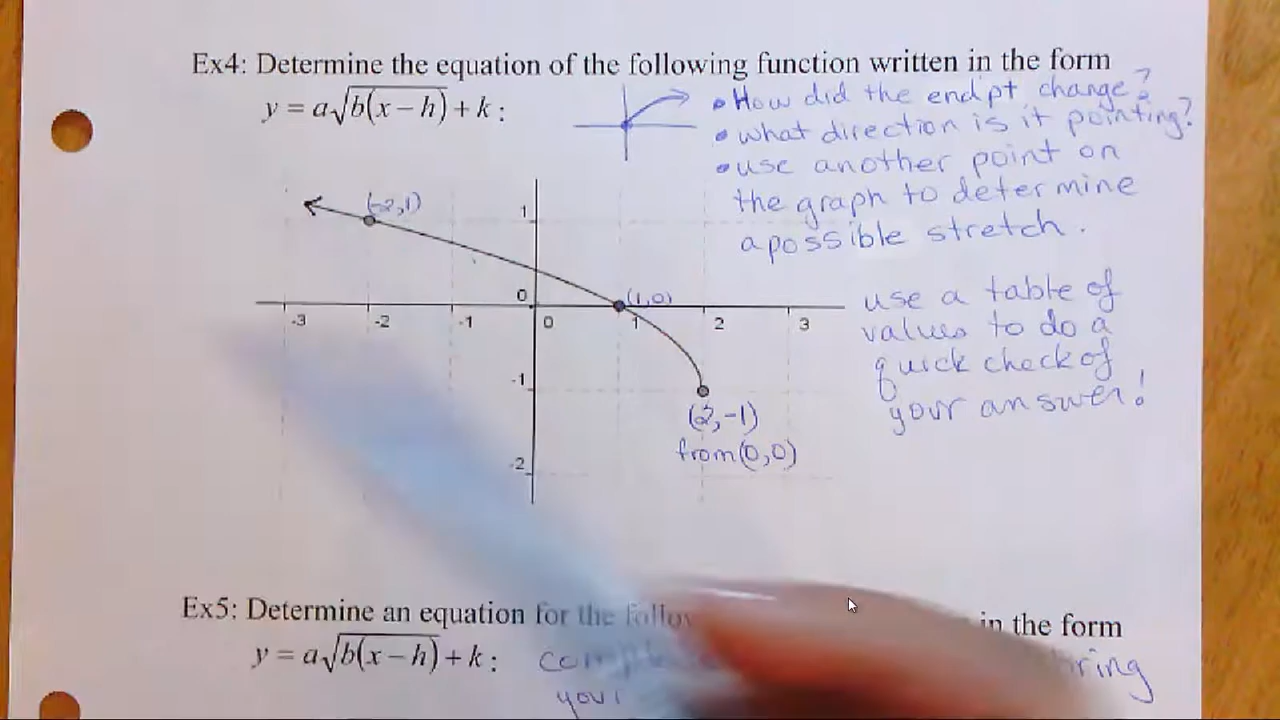 Ex4: Determine the equation of the following function written in the form
y = a√b(x − h) + k :
• How did the endpt change?
• what direction is it pointing?
• use another point on
the graph to determine
a possible stretch.
(-2,1)
1
0
(1,0)
-3 -2 -1 0 1 2 3
-1
(2,-1)
from (0,0)
-2
use a table of
values to do a
quick check of
your answer!
Ex5: Determine an equation for the in the form
y = a√b(x − h) + k :